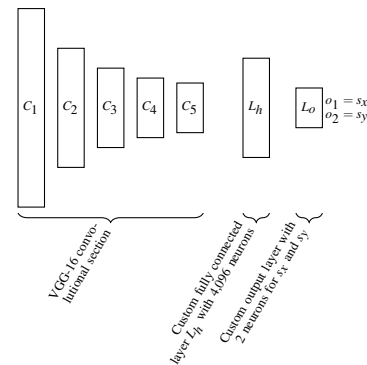 C1
C2
C3
C4
C5
Lh
Lo
o1 = sx
o2 = sy
VGG-16 convo-
lutional section
Custom fully connected
layer Lh with 4,096 neurons
Custom output layer with
2 neurons for sx and sy